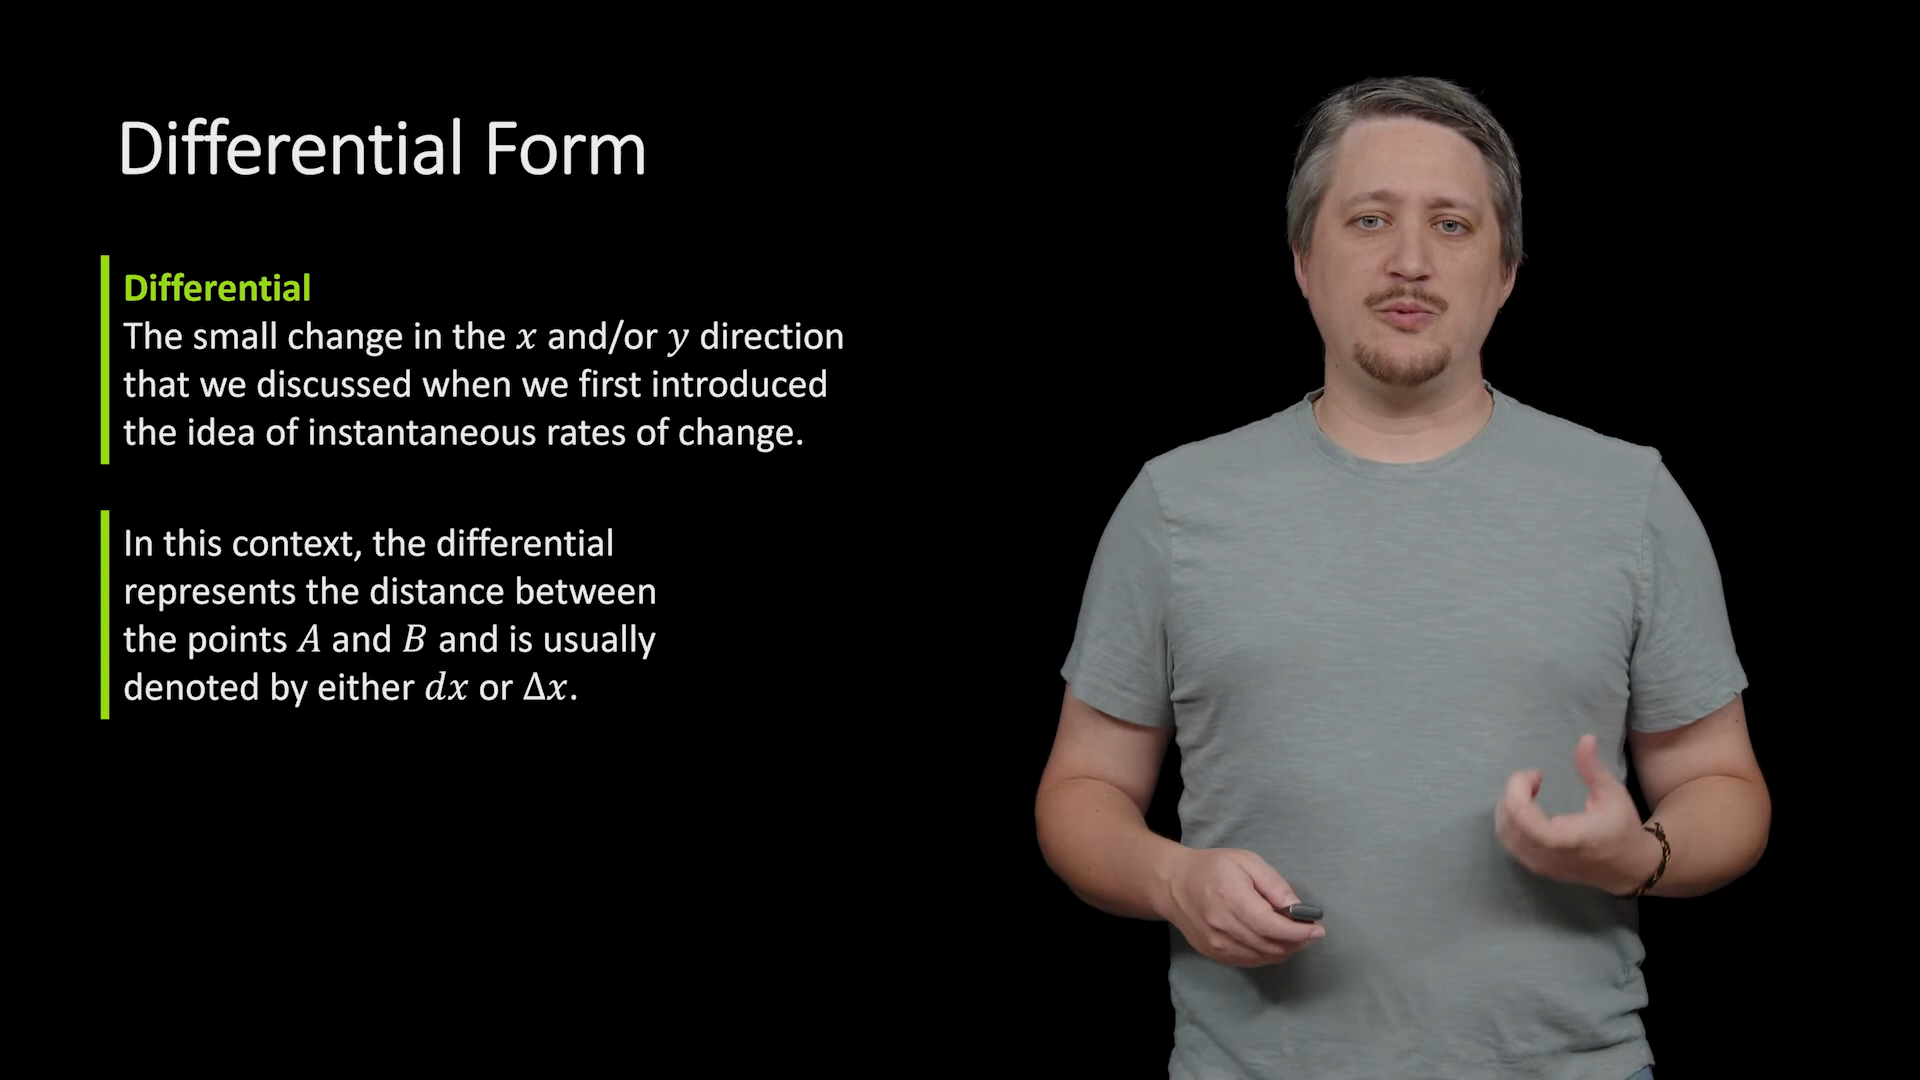 Differential Form
Differential
The small change in the x and/or y direction
that we discussed when we first introduced
the idea of instantaneous rates of change.
In this context, the differential
represents the distance between
the points A and B and is usually
denoted by either dx or Δx.